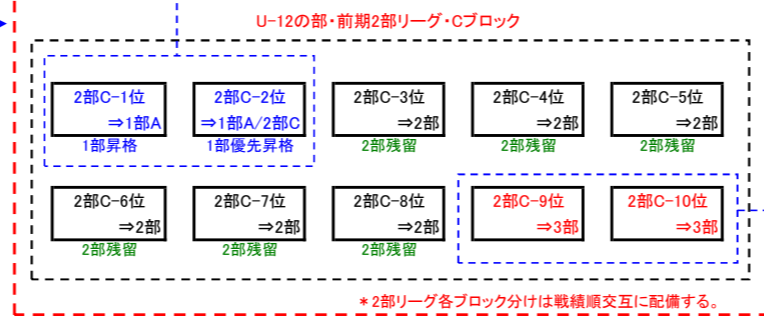 U-12の部・前期2部リーグ・Cブロック
2部C-1位
⇒1部A
1部昇格
2部C-2位
⇒1部A/2部C
1部優先昇格
2部C-3位
⇒2部
2部残留
2部C-4位
⇒2部
2部残留
2部C-5位
⇒2部
2部残留
2部C-6位
⇒2部
2部残留
2部C-7位
⇒2部
2部残留
2部C-8位
⇒2部
2部残留
2部C-9位
⇒3部
2部C-10位
⇒3部
*2部リーグ各ブロック分けは戦績順交互に配備する。